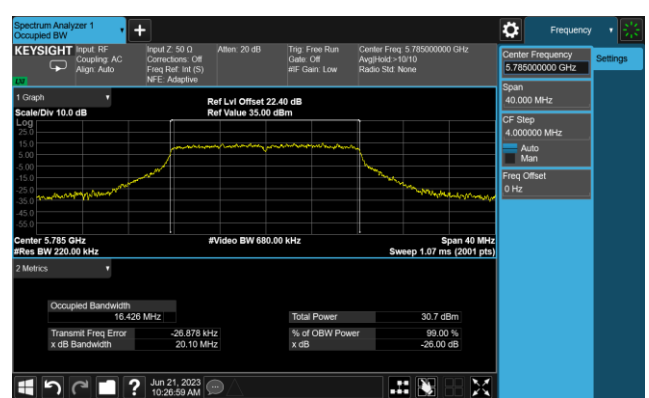 Spectrum Analyzer 1
Occupied BW
+
Frequency
KEYSIGHT Input: RF Input Z: 50 Ω Atten: 20 dB Trig: Free Run Center Freq: 5.785000000 GHz
Coupling: AC Corrections: Off Gate: Off Avg|Hold:>10/10
Align: Auto Freq Ref: Int (S) #IF Gain: Low Radio Std: None
NFE: Adaptive
Center Frequency
5.785000000 GHz
Settings
Span
40.000 MHz
CF Step
4.000000 MHz
Auto
Man
Freq Offset
0 Hz
1 Graph
Ref Lvl Offset 22.40 dB
Scale/Div 10.0 dB Ref Value 35.00 dBm
Log
25.0
15.0
5.00
-5.00
-15.0
-25.0
-35.0
-45.0
-55.0
Center 5.785 GHz #Video BW 680.00 kHz Span 40 MHz
#Res BW 220.00 kHz Sweep 1.07 ms (2001 pts)
2 Metrics
Occupied Bandwidth
16.426 MHz
Total Power 30.7 dBm
Transmit Freq Error -26.878 kHz % of OBW Power 99.00 %
x dB Bandwidth 20.10 MHz x dB -26.00 dB
? Jun 21, 2023
10:26:59 AM